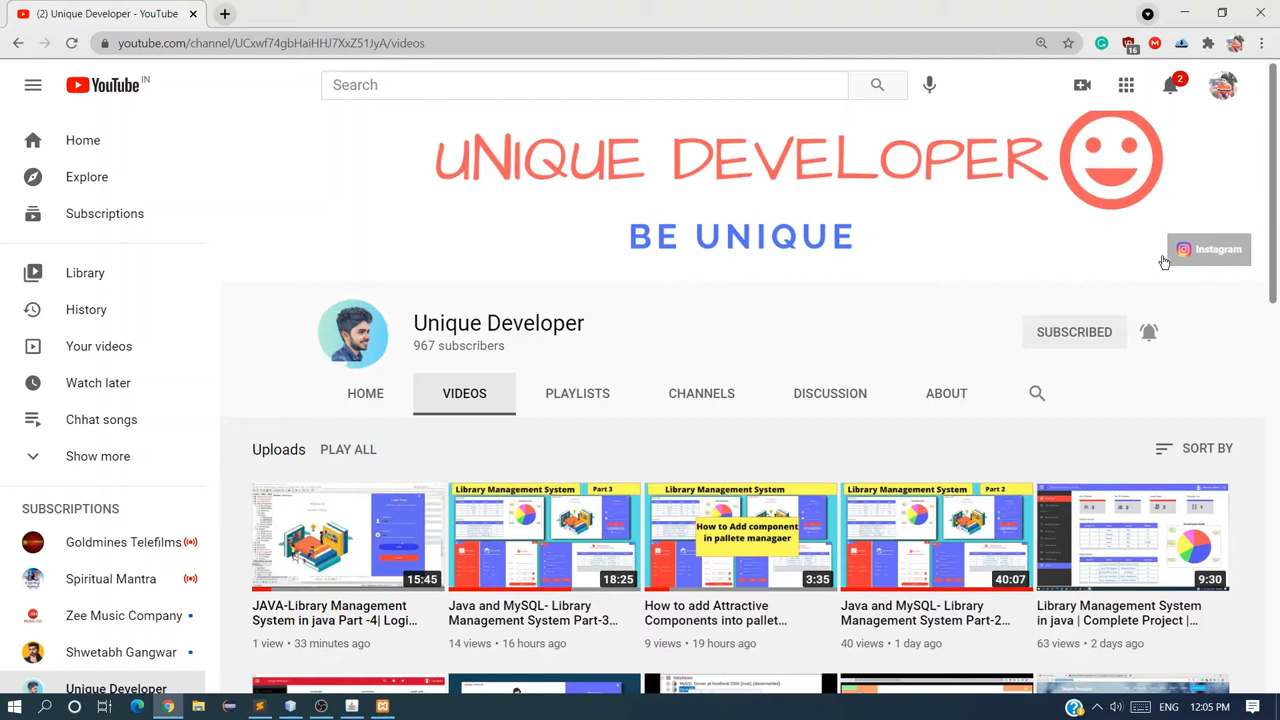 (2) Unique Developer - YouTube
youtube.com/channel/UCxwf74gbHaiHHJ7XxZ51JyA/videos
16
YouTube IN
Search
2
Home
Explore
Subscriptions
Library
History
Your videos
Watch later
Chhat songs
Show more
SUBSCRIPTIONS
Goldmines Telefilms
Spiritual Mantra
Zee Music Company
Shwetabh Gangwar
UNIQUE DEVELOPER
BE UNIQUE
Instagram
Unique Developer
967 subscribers
SUBSCRIBED
HOME
VIDEOS
PLAYLISTS
CHANNELS
DISCUSSION
ABOUT
Uploads
PLAY ALL
SORT BY
15:45
JAVA-Library Management
System in java Part -4| Logi...
1 view • 33 minutes ago
Library Management System
Part 3
18:25
Java and MySQL- Library
Management System Part-3...
14 views • 16 hours ago
Library Management System
How to Add component
in pallete managaer
3:35
How to add Attractive
Components into pallet...
9 views • 19 hours ago
Library Management System
Part 2
40:07
Java and MySQL- Library
Management System Part-2...
40 views • 1 day ago
9:30
Library Management System
in java | Complete Project |...
63 views • 2 days ago
ENG
12:05 PM